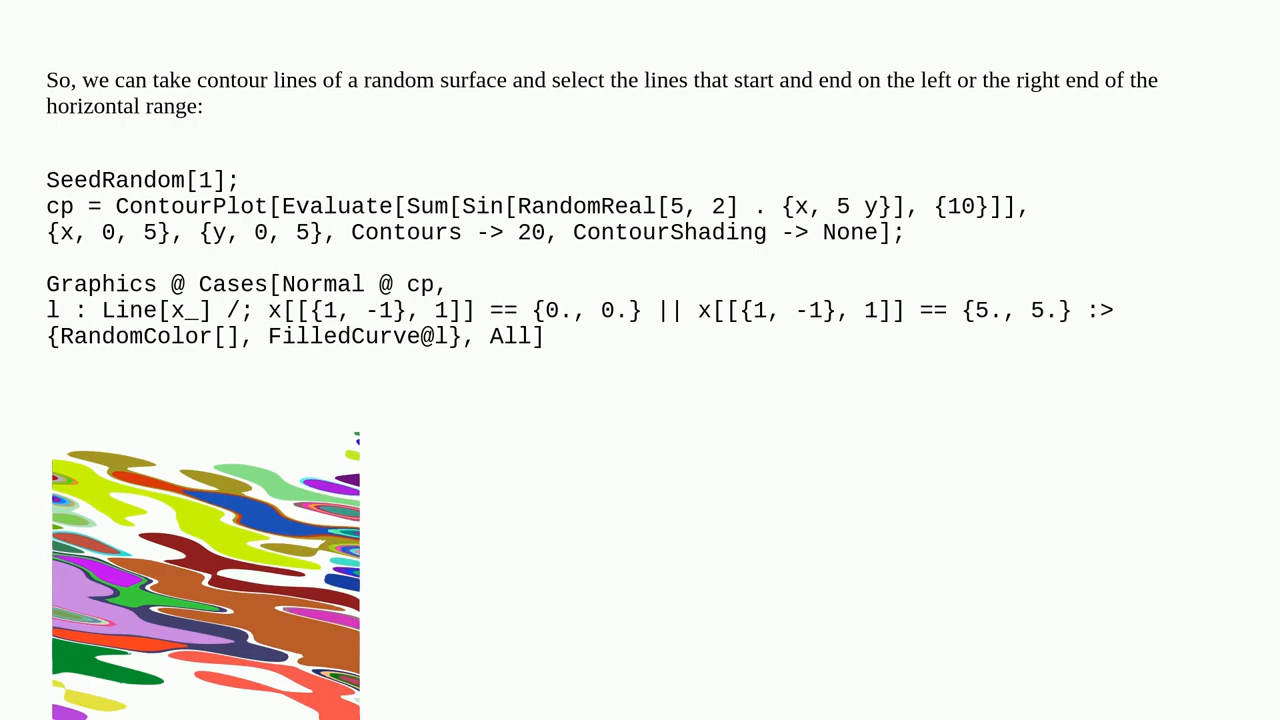 So, we can take contour lines of a random surface and select the lines that start and end on the left or the right end of the
horizontal range:
SeedRandom[1];
cp = ContourPlot[Evaluate[Sum[Sin[RandomReal[5, 2] . {x, 5 y}], {10}]],
{x, 0, 5}, {y, 0, 5}, Contours -> 20, ContourShading -> None];
Graphics @ Cases[Normal @ cp,
l : Line[x_] /; x[[{1, -1}, 1]] == {0., 0.} || x[[{1, -1}, 1]] == {5., 5.} :>
{RandomColor[], FilledCurve@l}, All]